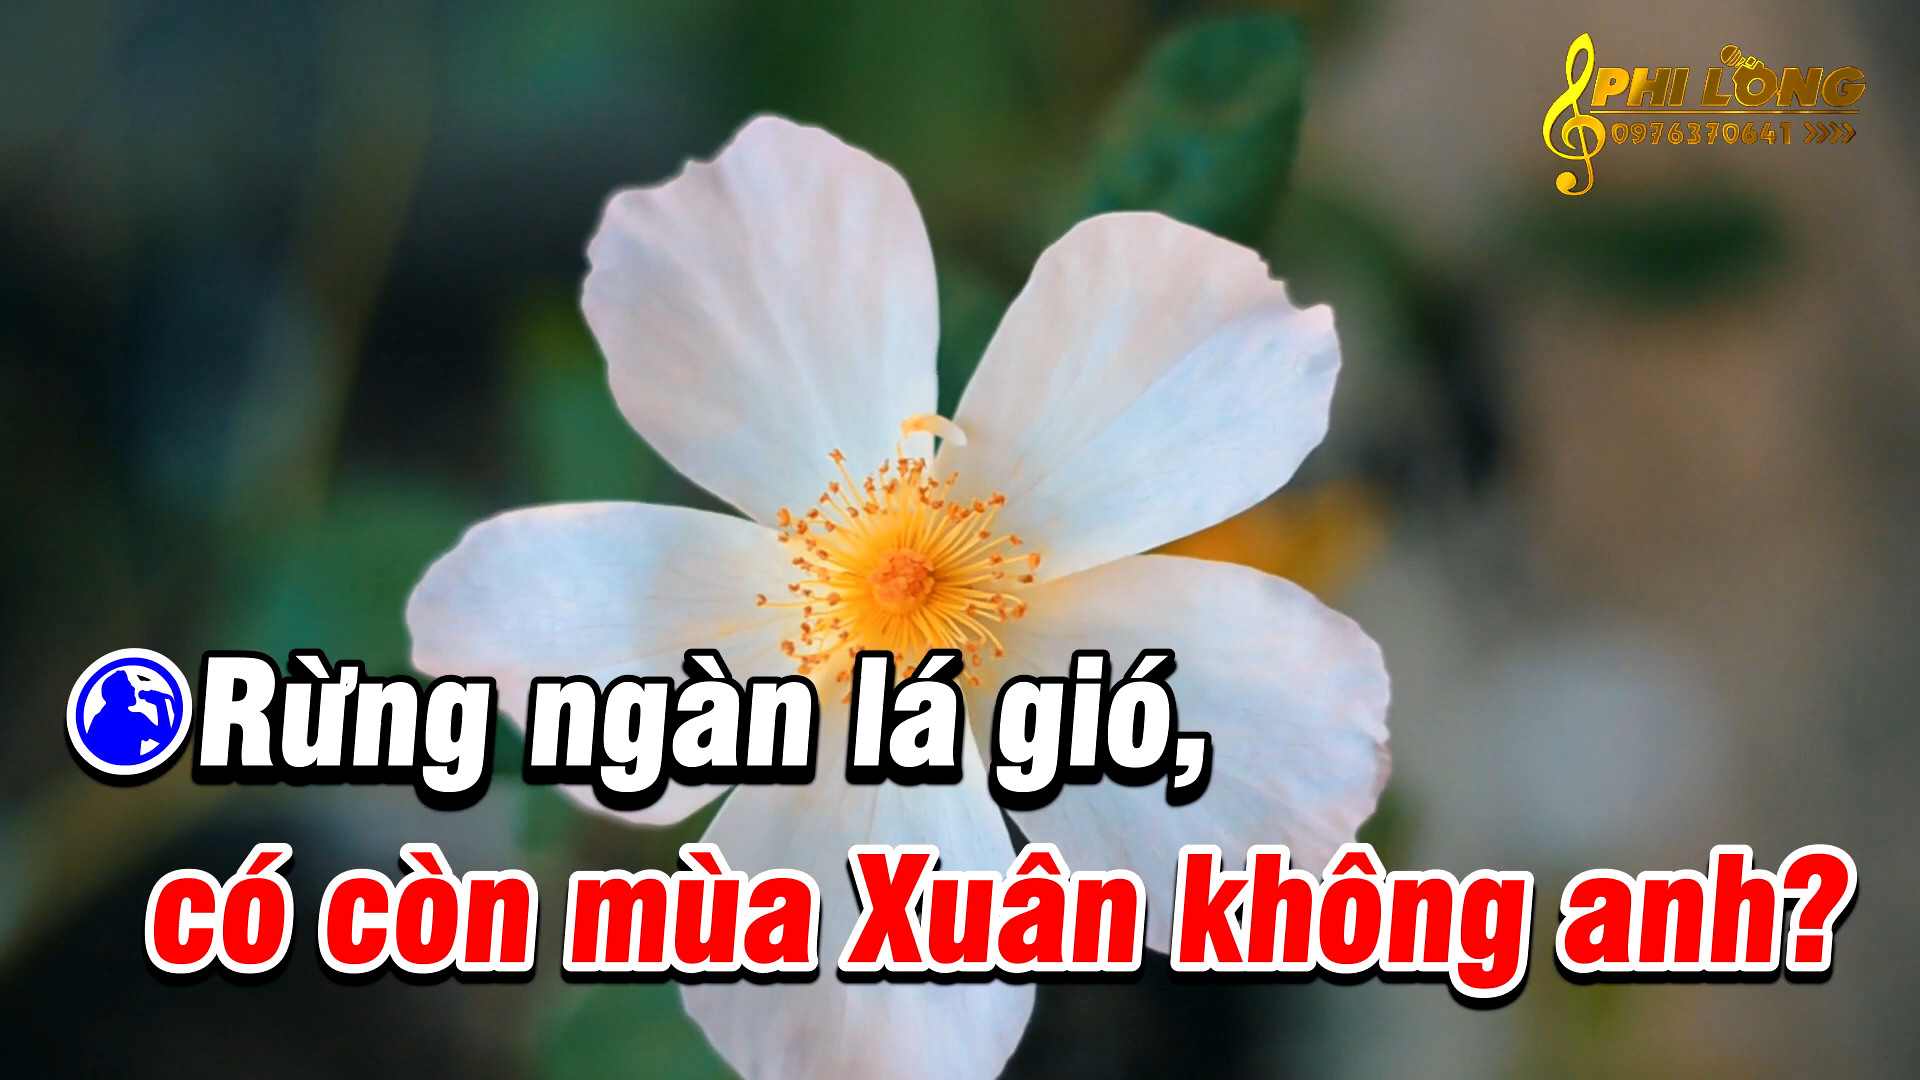 PHI LONG
0976370641 >>>>
Rừng ngàn lá gió,
có còn mùa Xuân không anh?